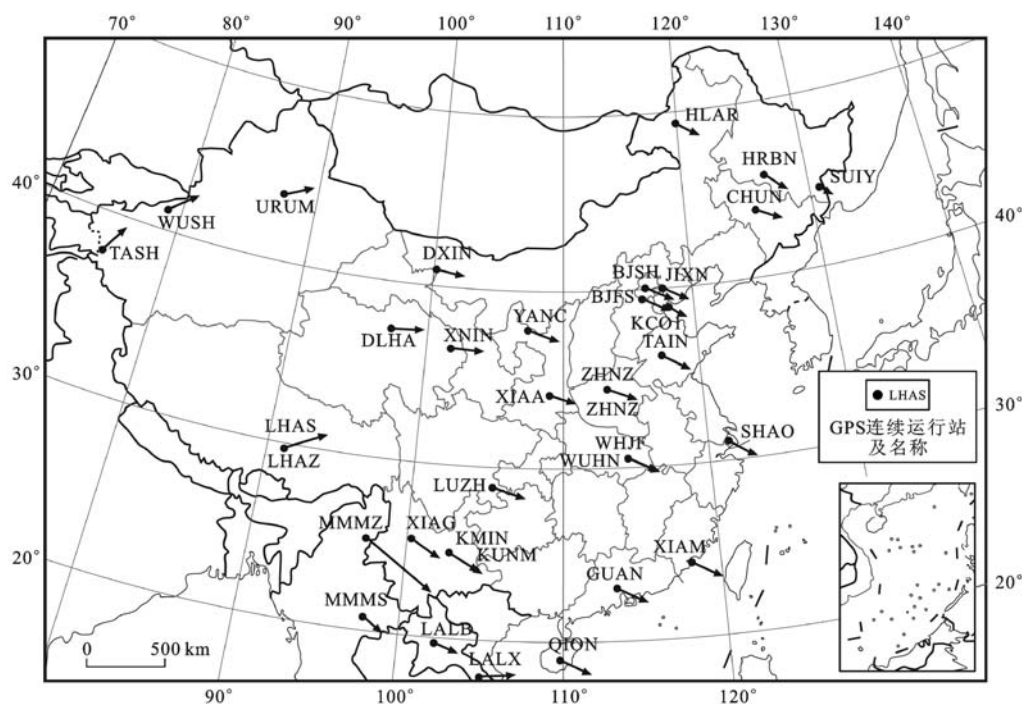 70°
80°
90°
100°
110°
120°
130°
140°
HLAR
HRBN
SUIY
40°
URUM
CHUN
WUSH
40°
TASH
DXIN
BJSH JIXN
BJFS
YANC
KC01
DLHA
XNIN
TAIN
30°
ZHNZ
XIAA
ZHNZ
LHAS
30°
LHAS
GPS连续运行站
及名称
SHAO
LHAZ
WHJF
WUHN
LUZH
MMMZ
XIAG
KMIN
KUNM
XIAM
20°
GUAN
20°
MMMS
LALB
QION
0
500 km
LALX
90°
100°
110°
120°